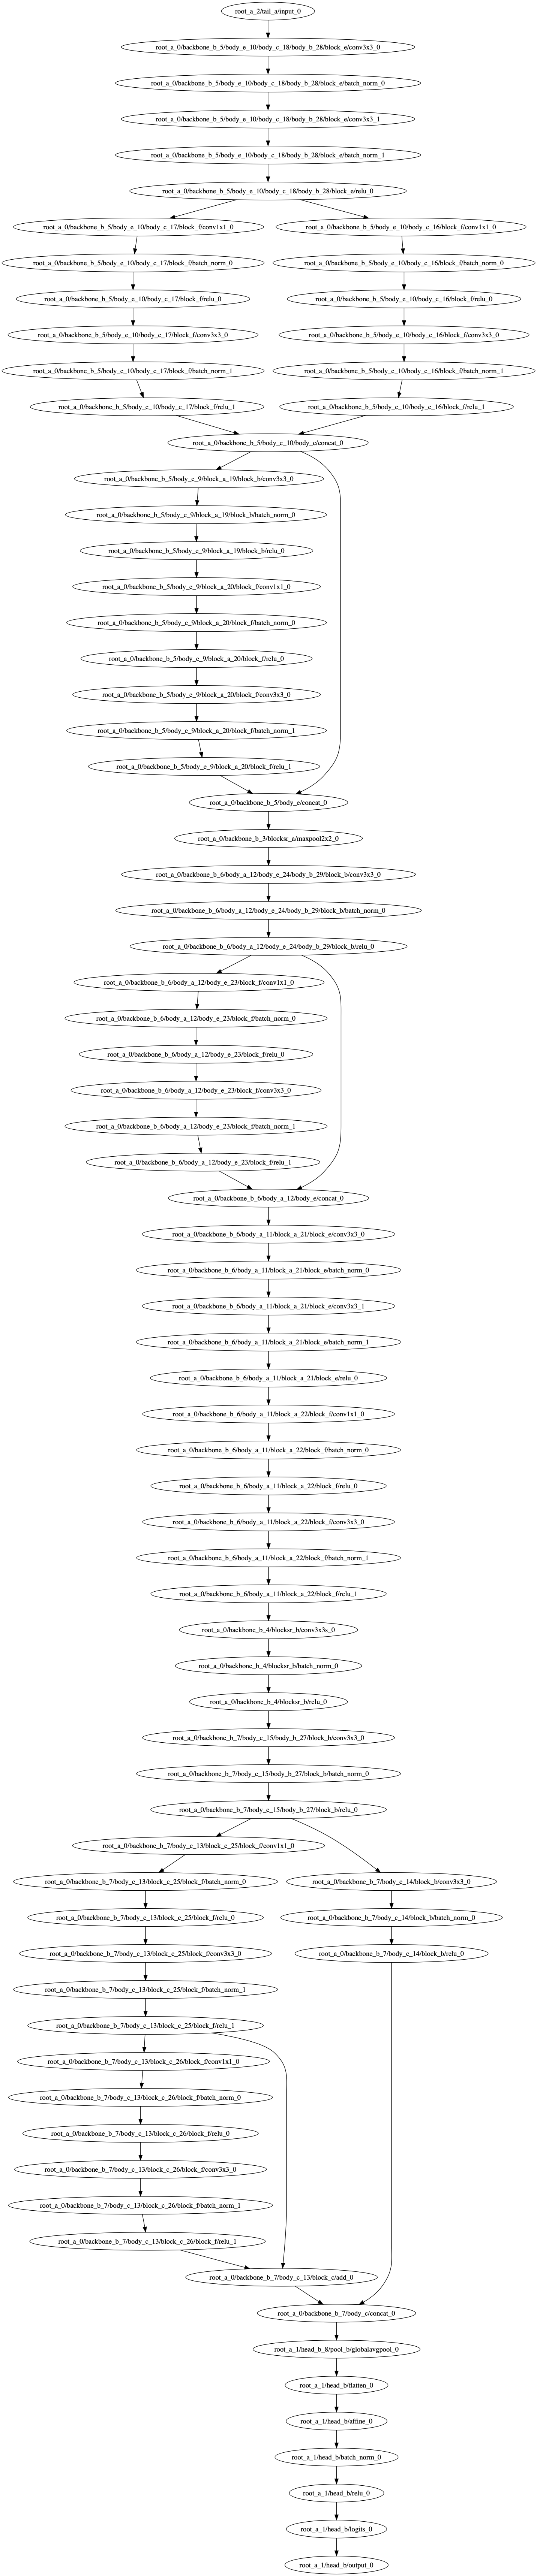 root_a_2/tail_a/input_0
root_a_0/backbone_b_5/body_e_10/body_c_18/body_b_28/block_e/conv3x3_0
root_a_0/backbone_b_5/body_e_10/body_c_18/body_b_28/block_e/batch_norm_0
root_a_0/backbone_b_5/body_e_10/body_c_18/body_b_28/block_e/conv3x3_1
root_a_0/backbone_b_5/body_e_10/body_c_18/body_b_28/block_e/batch_norm_1
root_a_0/backbone_b_5/body_e_10/body_c_18/body_b_28/block_e/relu_0
root_a_0/backbone_b_5/body_e_10/body_c_17/block_f/conv1x1_0
root_a_0/backbone_b_5/body_e_10/body_c_16/block_f/conv1x1_0
root_a_0/backbone_b_5/body_e_10/body_c_17/block_f/batch_norm_0
root_a_0/backbone_b_5/body_e_10/body_c_16/block_f/batch_norm_0
root_a_0/backbone_b_5/body_e_10/body_c_17/block_f/relu_0
root_a_0/backbone_b_5/body_e_10/body_c_16/block_f/relu_0
root_a_0/backbone_b_5/body_e_10/body_c_17/block_f/conv3x3_0
root_a_0/backbone_b_5/body_e_10/body_c_16/block_f/conv3x3_0
root_a_0/backbone_b_5/body_e_10/body_c_17/block_f/batch_norm_1
root_a_0/backbone_b_5/body_e_10/body_c_16/block_f/batch_norm_1
root_a_0/backbone_b_5/body_e_10/body_c_17/block_f/relu_1
root_a_0/backbone_b_5/body_e_10/body_c_16/block_f/relu_1
root_a_0/backbone_b_5/body_e_10/body_c/concat_0
root_a_0/backbone_b_5/body_e_9/block_a_19/block_b/conv3x3_0
root_a_0/backbone_b_5/body_e_9/block_a_19/block_b/batch_norm_0
root_a_0/backbone_b_5/body_e_9/block_a_19/block_b/relu_0
root_a_0/backbone_b_5/body_e_9/block_a_20/block_f/conv1x1_0
root_a_0/backbone_b_5/body_e_9/block_a_20/block_f/batch_norm_0
root_a_0/backbone_b_5/body_e_9/block_a_20/block_f/relu_0
root_a_0/backbone_b_5/body_e_9/block_a_20/block_f/conv3x3_0
root_a_0/backbone_b_5/body_e_9/block_a_20/block_f/batch_norm_1
root_a_0/backbone_b_5/body_e_9/block_a_20/block_f/relu_1
root_a_0/backbone_b_5/body_e/concat_0
root_a_0/backbone_b_3/blocksr_a/maxpool2x2_0
root_a_0/backbone_b_6/body_a_12/body_e_24/body_b_29/block_b/conv3x3_0
root_a_0/backbone_b_6/body_a_12/body_e_24/body_b_29/block_b/batch_norm_0
root_a_0/backbone_b_6/body_a_12/body_e_24/body_b_29/block_b/relu_0
root_a_0/backbone_b_6/body_a_12/body_e_23/block_f/conv1x1_0
root_a_0/backbone_b_6/body_a_12/body_e_23/block_f/batch_norm_0
root_a_0/backbone_b_6/body_a_12/body_e_23/block_f/relu_0
root_a_0/backbone_b_6/body_a_12/body_e_23/block_f/conv3x3_0
root_a_0/backbone_b_6/body_a_12/body_e_23/block_f/batch_norm_1
root_a_0/backbone_b_6/body_a_12/body_e_23/block_f/relu_1
root_a_0/backbone_b_6/body_a_12/body_e/concat_0
root_a_0/backbone_b_6/body_a_11/block_a_21/block_e/conv3x3_0
root_a_0/backbone_b_6/body_a_11/block_a_21/block_e/batch_norm_0
root_a_0/backbone_b_6/body_a_11/block_a_21/block_e/conv3x3_1
root_a_0/backbone_b_6/body_a_11/block_a_21/block_e/batch_norm_1
root_a_0/backbone_b_6/body_a_11/block_a_21/block_e/relu_0
root_a_0/backbone_b_6/body_a_11/block_a_22/block_f/conv1x1_0
root_a_0/backbone_b_6/body_a_11/block_a_22/block_f/batch_norm_0
root_a_0/backbone_b_6/body_a_11/block_a_22/block_f/relu_0
root_a_0/backbone_b_6/body_a_11/block_a_22/block_f/conv3x3_0
root_a_0/backbone_b_6/body_a_11/block_a_22/block_f/batch_norm_1
root_a_0/backbone_b_6/body_a_11/block_a_22/block_f/relu_1
root_a_0/backbone_b_4/blocksr_b/conv3x3s_0
root_a_0/backbone_b_4/blocksr_b/batch_norm_0
root_a_0/backbone_b_4/blocksr_b/relu_0
root_a_0/backbone_b_7/body_c_15/body_b_27/block_b/conv3x3_0
root_a_0/backbone_b_7/body_c_15/body_b_27/block_b/batch_norm_0
root_a_0/backbone_b_7/body_c_15/body_b_27/block_b/relu_0
root_a_0/backbone_b_7/body_c_13/block_c_25/block_f/conv1x1_0
root_a_0/backbone_b_7/body_c_13/block_c_25/block_f/batch_norm_0
root_a_0/backbone_b_7/body_c_14/block_b/conv3x3_0
root_a_0/backbone_b_7/body_c_13/block_c_25/block_f/relu_0
root_a_0/backbone_b_7/body_c_14/block_b/batch_norm_0
root_a_0/backbone_b_7/body_c_13/block_c_25/block_f/conv3x3_0
root_a_0/backbone_b_7/body_c_14/block_b/relu_0
root_a_0/backbone_b_7/body_c_13/block_c_25/block_f/batch_norm_1
root_a_0/backbone_b_7/body_c_13/block_c_25/block_f/relu_1
root_a_0/backbone_b_7/body_c_13/block_c_26/block_f/conv1x1_0
root_a_0/backbone_b_7/body_c_13/block_c_26/block_f/batch_norm_0
root_a_0/backbone_b_7/body_c_13/block_c_26/block_f/relu_0
root_a_0/backbone_b_7/body_c_13/block_c_26/block_f/conv3x3_0
root_a_0/backbone_b_7/body_c_13/block_c_26/block_f/batch_norm_1
root_a_0/backbone_b_7/body_c_13/block_c_26/block_f/relu_1
root_a_0/backbone_b_7/body_c_13/block_c/add_0
root_a_0/backbone_b_7/body_c/concat_0
root_a_1/head_b_8/pool_b/globalavgpool_0
root_a_1/head_b/flatten_0
root_a_1/head_b/affine_0
root_a_1/head_b/batch_norm_0
root_a_1/head_b/relu_0
root_a_1/head_b/logits_0
root_a_1/head_b/output_0